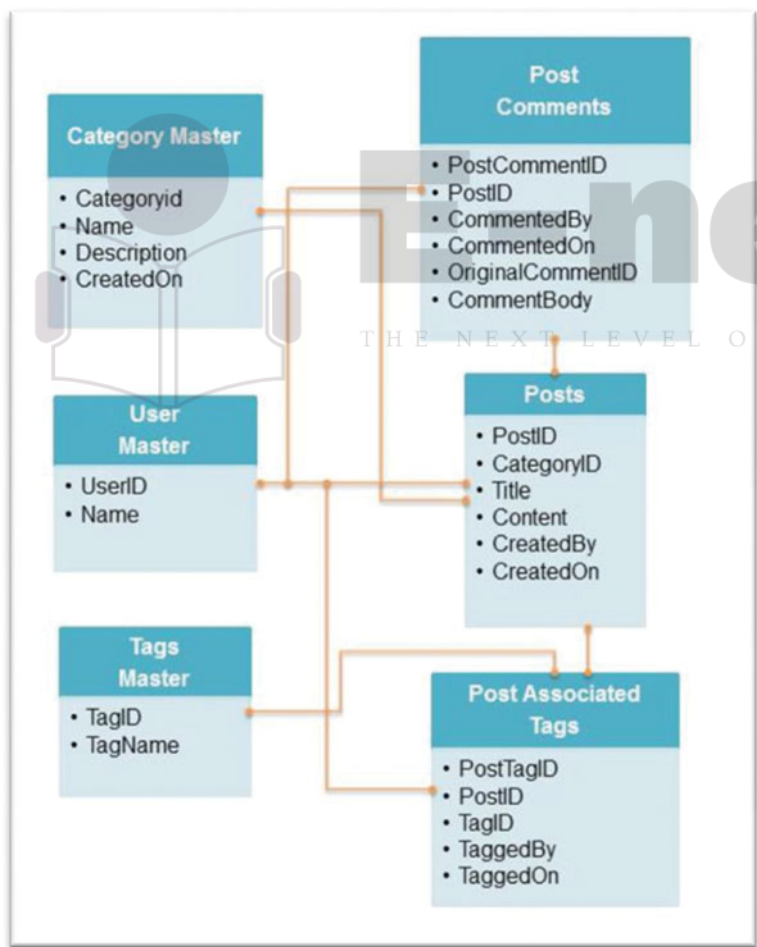 Category Master
• Categoryid
• Name
• Description
• CreatedOn
Post
Comments
• PostCommentID
• PostID
• CommentedBy
• CommentedOn
• OriginalCommentID
• CommentBody
THE NEXT LEVEL O
User
Master
• UserID
• Name
Posts
• PostID
• CategoryID
• Title
• Content
• CreatedBy
• CreatedOn
Tags
Master
• TagID
• TagName
Post Associated
Tags
• PostTagID
• PostID
• TagID
• TaggedBy
• TaggedOn